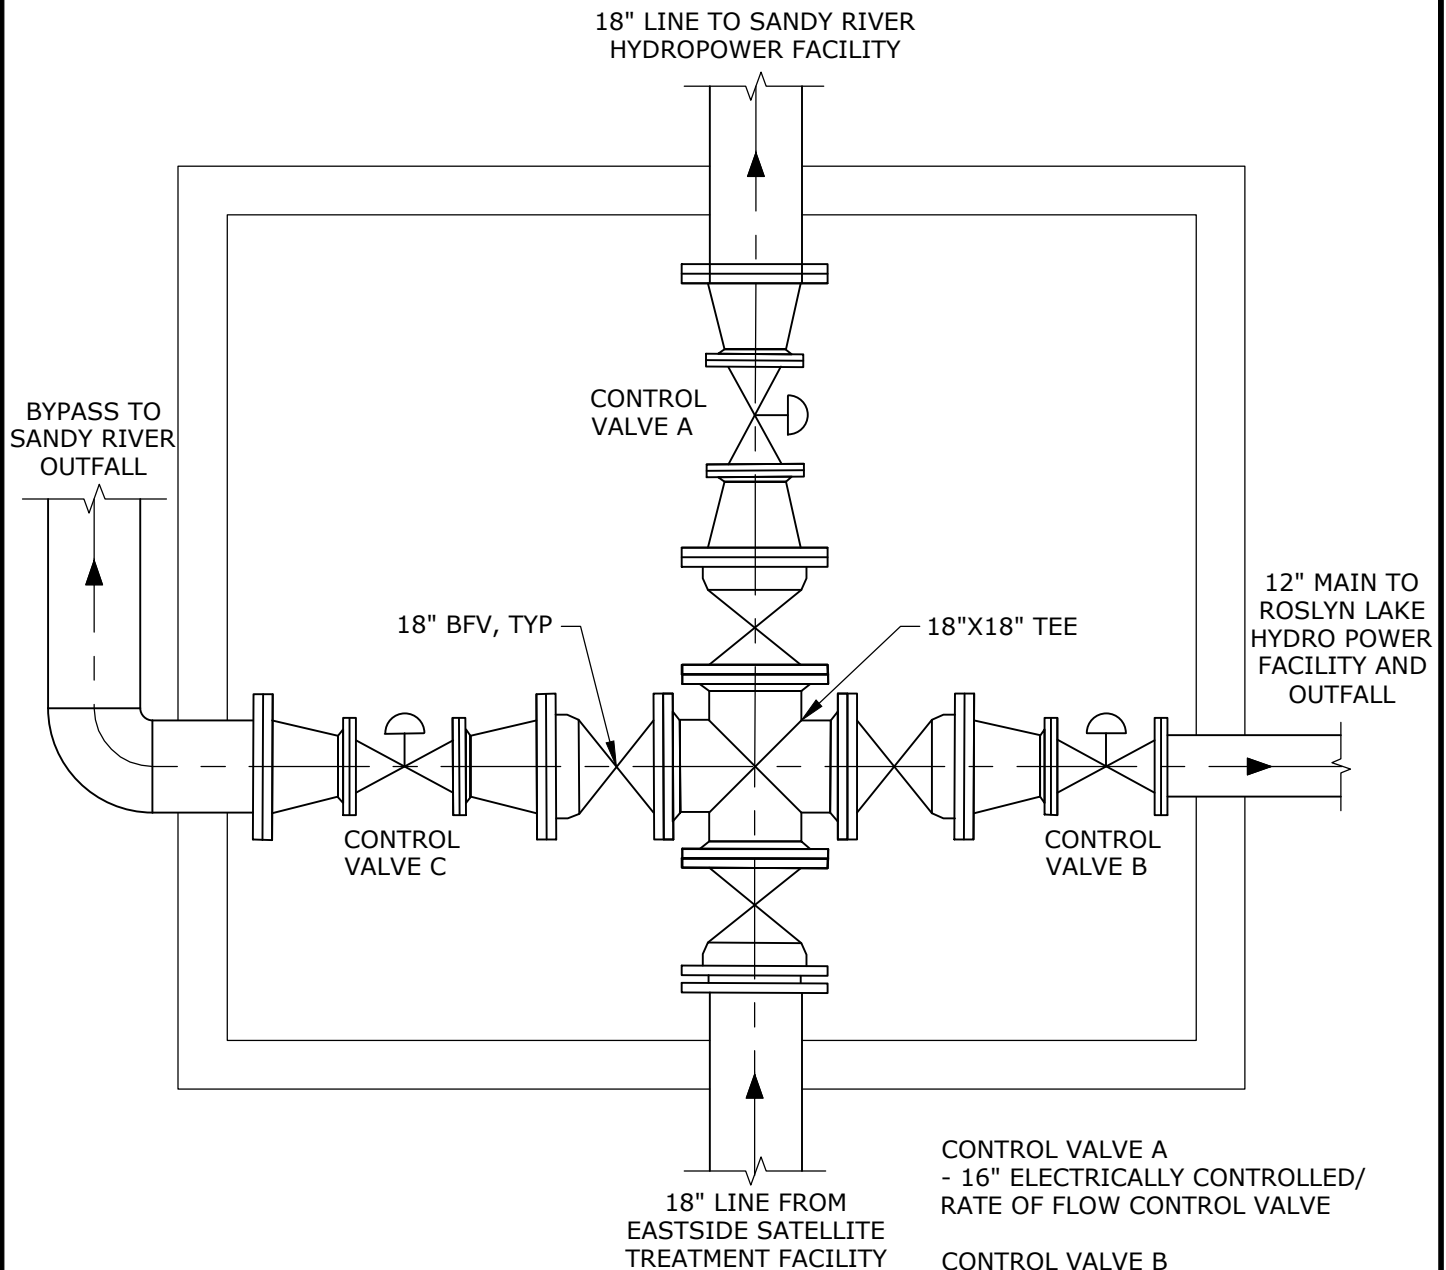 18" LINE TO SANDY RIVER
HYDROPOWER FACILITY
BYPASS TO
SANDY RIVER
OUTFALL
CONTROL
VALVE A
18" BFV, TYP
18"X18" TEE
12" MAIN TO
ROSLYN LAKE
HYDRO POWER
FACILITY AND
OUTFALL
CONTROL
VALVE C
CONTROL
VALVE B
18" LINE FROM
EASTSIDE SATELLITE
TREATMENT FACILITY
CONTROL VALVE A
- 16" ELECTRICALLY CONTROLLED/
RATE OF FLOW CONTROL VALVE
CONTROL VALVE B